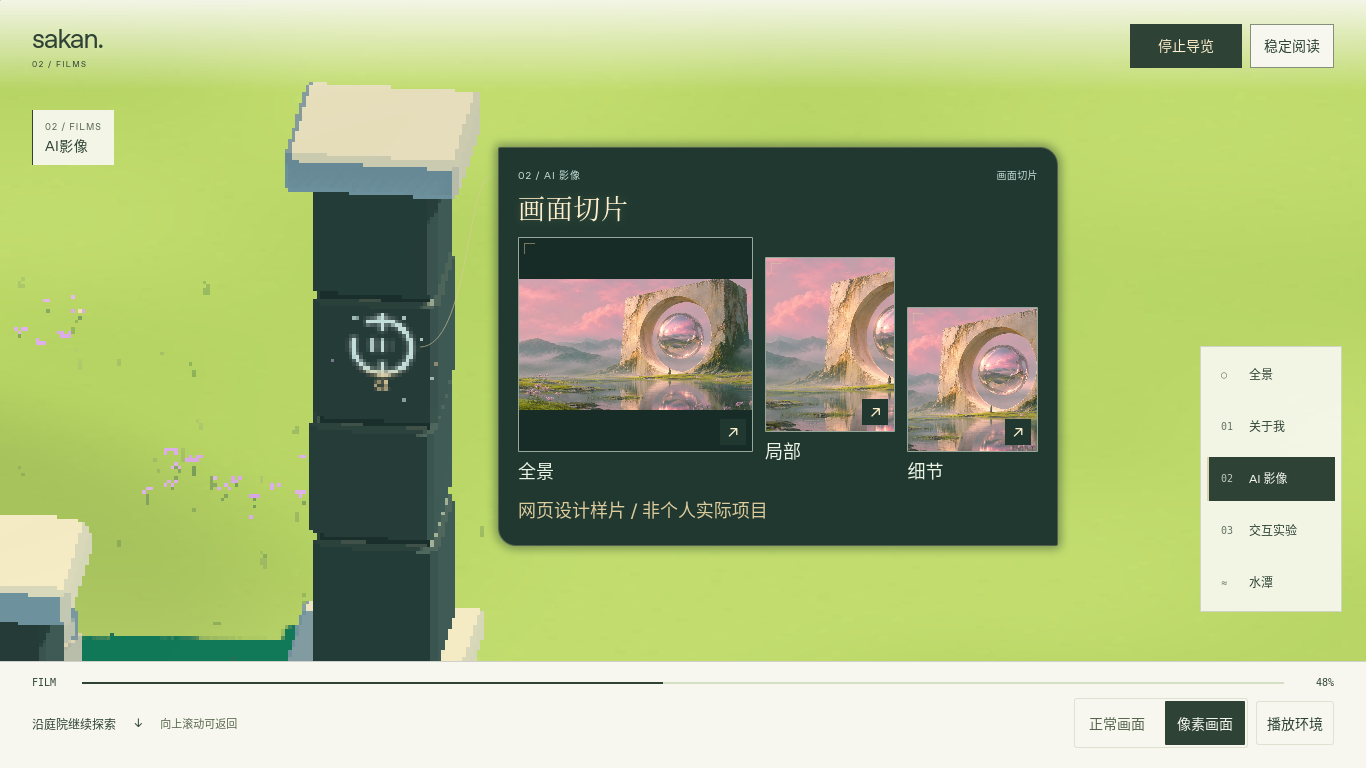 sakan.
02 / FILMS
停止导览
稳定阅读
02 / FILMS
AI影像
02 / AI 影像
画面切片
画面切片
全景
局部
细节
网页设计样片 / 非个人实际项目
全景
01 关于我
02 AI 影像
03 交互实验
≈ 水潭
FILM
48%
沿庭院继续探索 ↓ 向上滚动可返回
正常画面
像素画面
播放环境